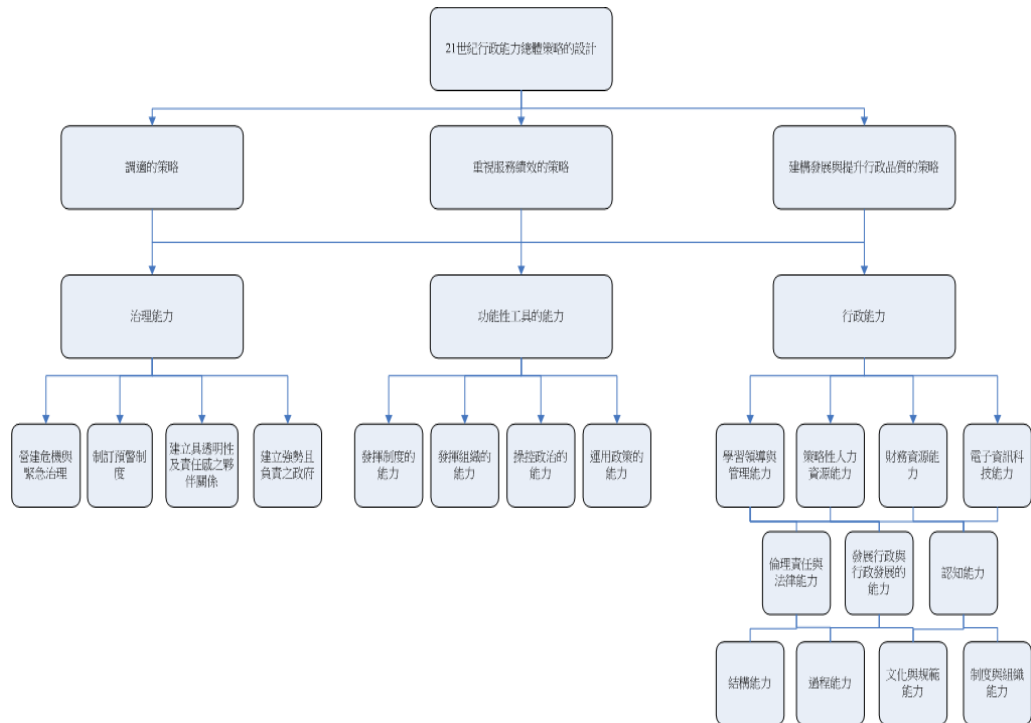 21世紀行政能力總體策略的設計
調適的策略
重視服務績效的策略
建構發展與提升行政品質的策略
治理能力
功能性工具的能力
行政能力
營建危機與
緊急治理
制訂預警制
度
建立具透明性
及責任感之夥
伴關係
建立強勢且
負責之政府
發揮制度的
能力
發揮組織的
能力
操控政治的
能力
運用政策的
能力
學習領導與
管理能力
策略性人力
資源能力
財務資源能
力
電子資訊科
技能力
倫理責任與
法律能力
發展行政與
行政發展的
能力
認知能力
結構能力
過程能力
文化與規範
能力
制度與組織
能力